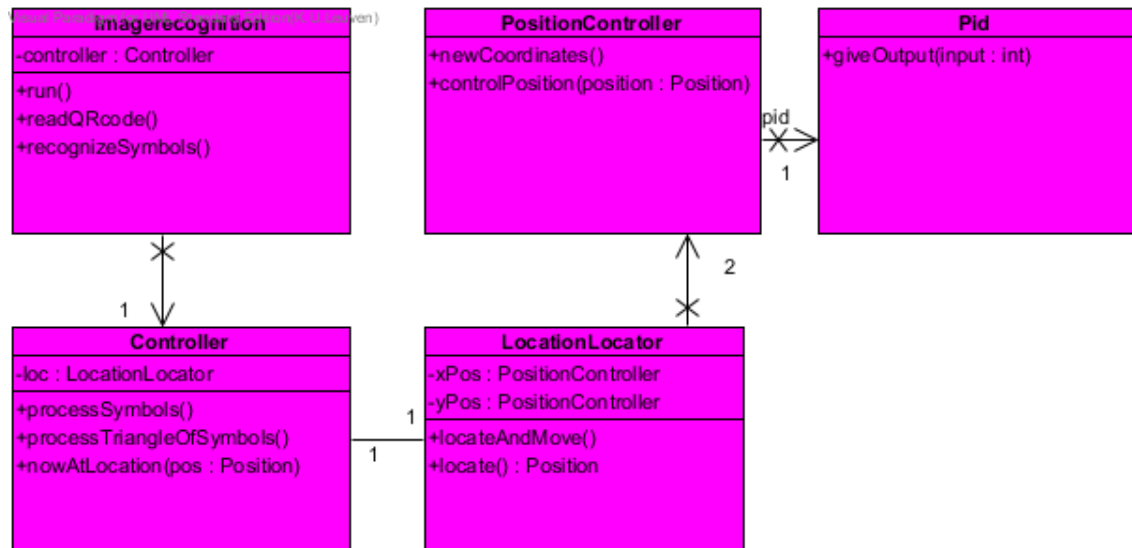 Imagerecognition
-controller : Controller
+run()
+readQRcode()
+recognizeSymbols()
PositionController
+newCoordinates()
+controlPosition(position : Position)
pid
1
Pid
+giveOutput(input : int)
1
2
Controller
-loc : LocationLocator
+processSymbols()
+processTriangleOfSymbols()
+nowAtLocation(pos : Position)
1
1
LocationLocator
-xPos : PositionController
-yPos : PositionController
+locateAndMove()
+locate() : Position